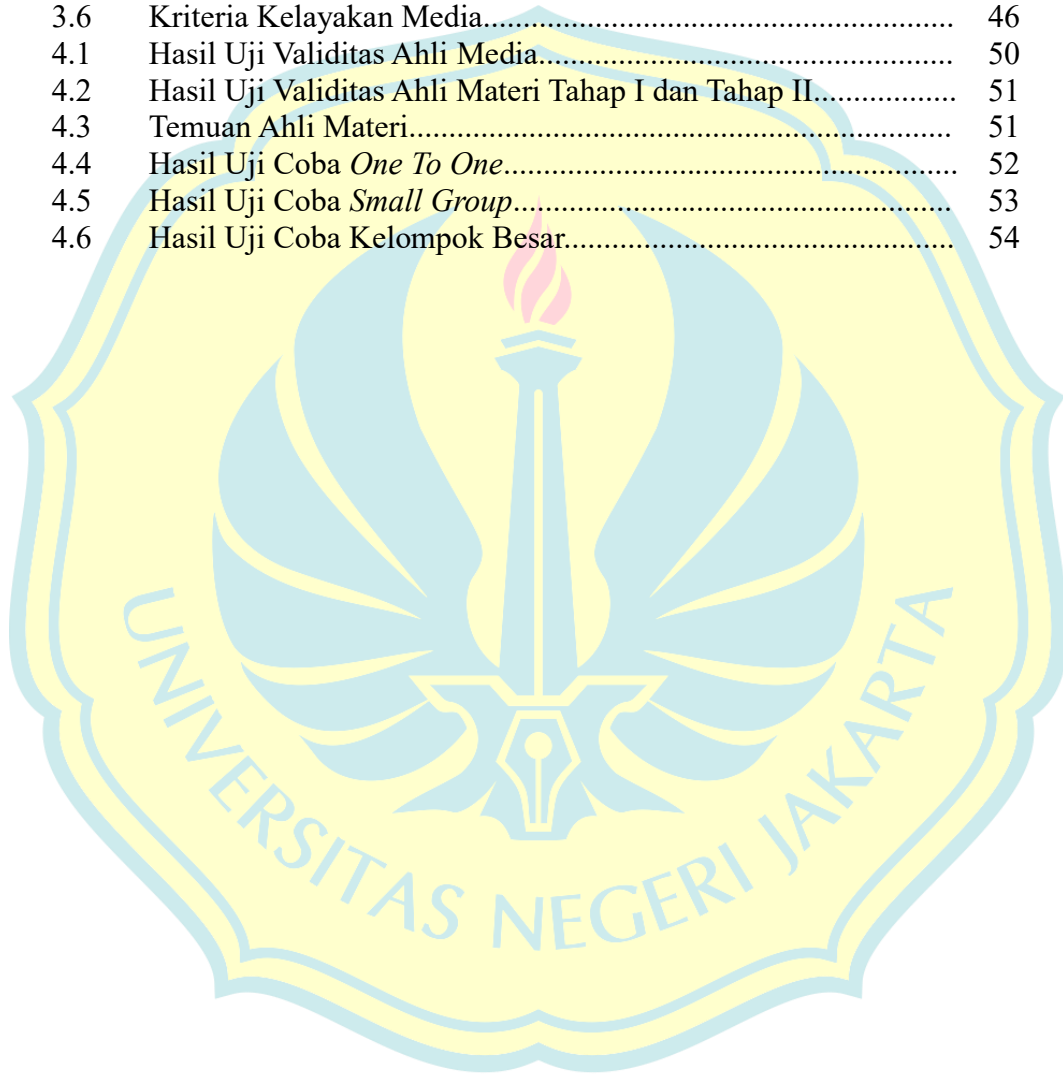 3.6 Kriteria Kelayakan Media.......................................................... 46
4.1 Hasil Uji Validitas Ahli Media.................................................... 50
4.2 Hasil Uji Validitas Ahli Materi Tahap I dan Tahap II.................. 51
4.3 Temuan Ahli Materi................................................................... 51
4.4 Hasil Uji Coba One To One........................................................ 52
4.5 Hasil Uji Coba Small Group...................................................... 53
4.6 Hasil Uji Coba Kelompok Besar................................................ 54
UNIVERSITAS NEGERI JAKARTA